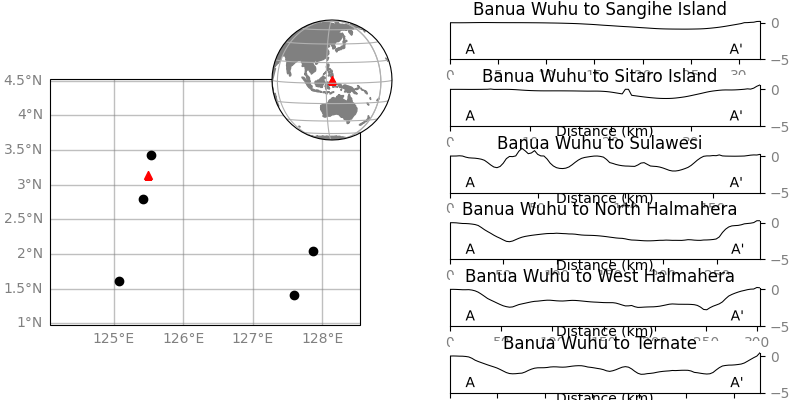 4.5°N
4°N
3.5°N
3°N
2.5°N
2°N
1.5°N
1°N
125°E 126°E 127°E 128°E
Banua Wuhu to Sangihe Island
0
A A'
−5
Banua Wuhu to Sitaro Island
0
A A'
−5
Distance (km)
Banua Wuhu to Sulawesi
0
A A'
−5
Distance (km)
Banua Wuhu to North Halmahera
0
A A'
−5
Distance (km)
Banua Wuhu to West Halmahera
0
A A'
−5
Distance (km)
Banua Wuhu to Ternate
0
A A'
−5
Distance (km)